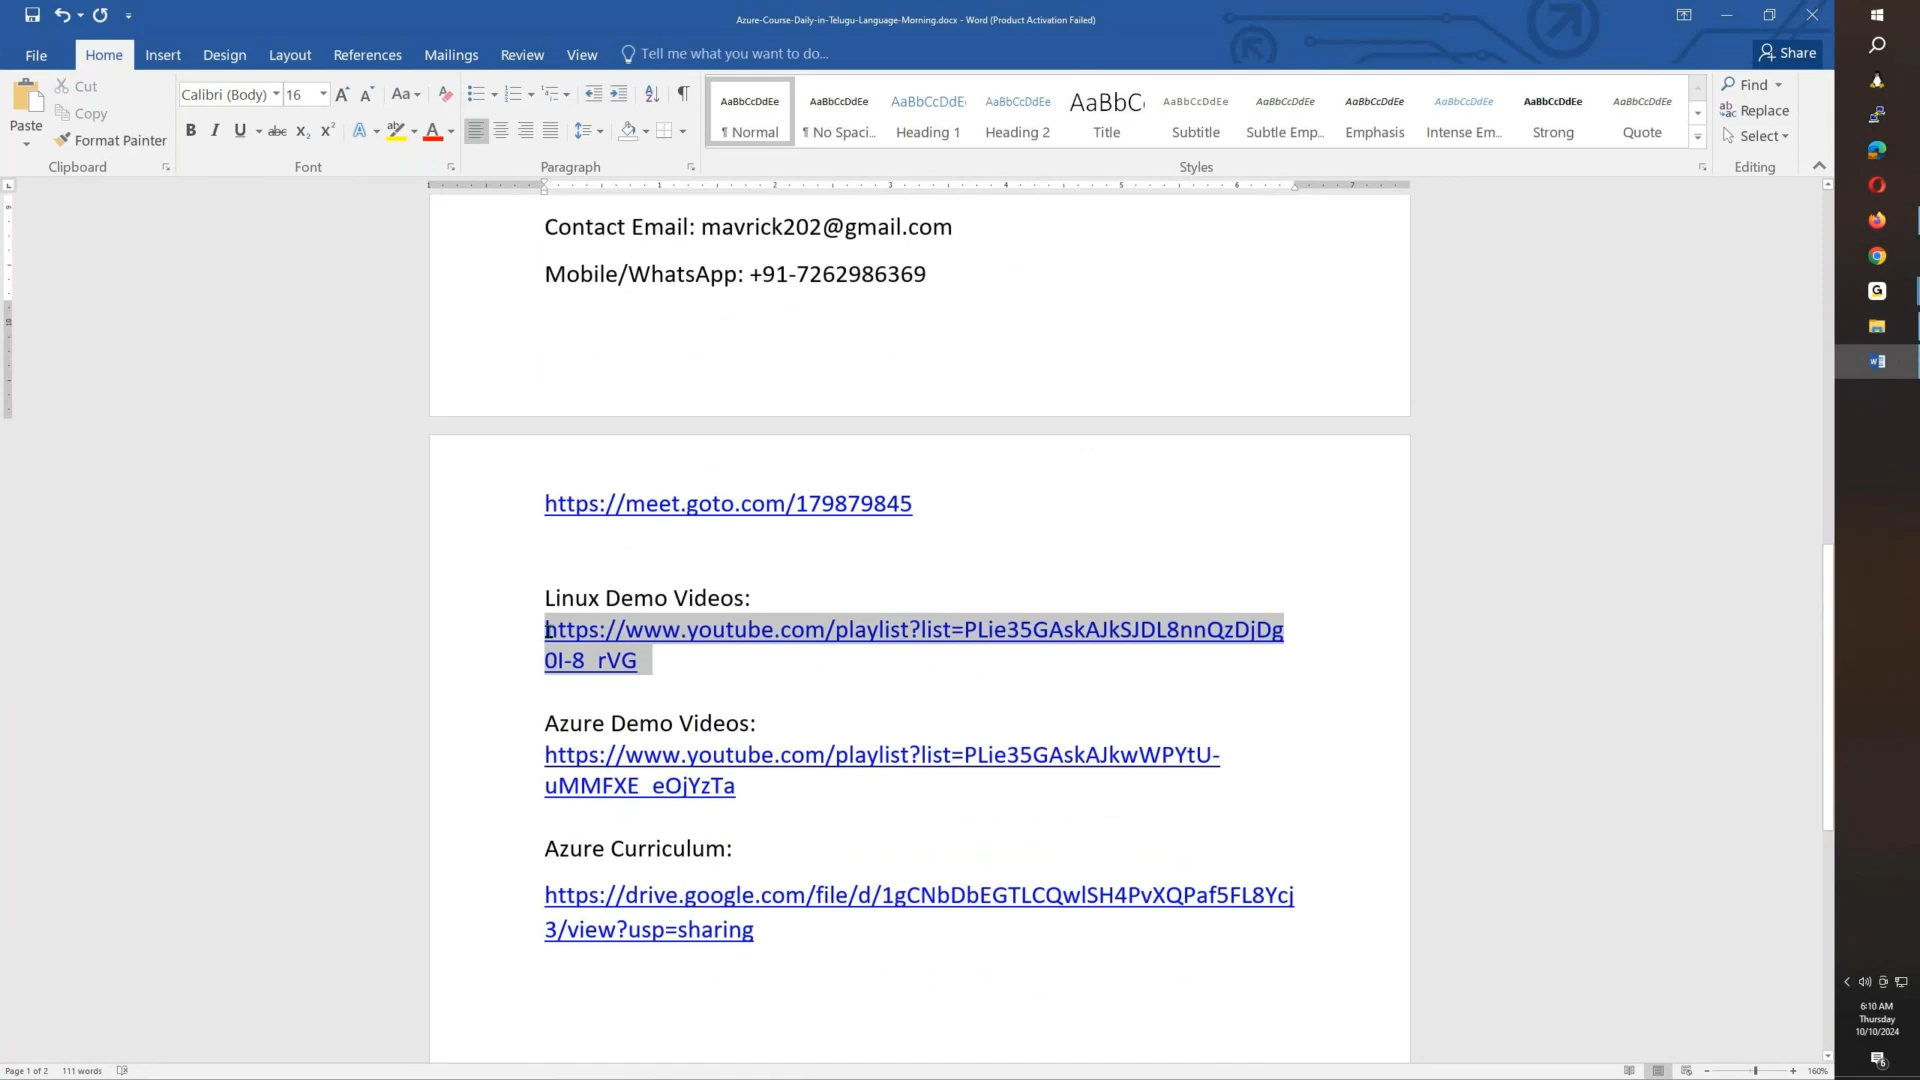 Azure-Course-Daily-in-Telugu-Language-Morning.docx - Word (Product Activation Failed)
File Home Insert Design Layout References Mailings Review View Tell me what you want to do... Share
Paste
Cut
Copy
Format Painter
Clipboard
Calibri (Body) 16
Font
Paragraph
AaBbCcDdEe AaBbCcDdEe AaBbCcDdE AaBbCcDdEe AaBbC AaBbCcDdEe AaBbCcDdEe AaBbCcDdEe AaBbCcDdEe AaBbCcDdEe AaBbCcDdEe
¶ Normal ¶ No Spaci... Heading 1 Heading 2 Title Subtitle Subtle Emp... Emphasis Intense Em... Strong Quote
Styles
Find
Replace
Select
Editing
Contact Email: mavrick202@gmail.com
Mobile/WhatsApp: +91-7262986369
https://meet.goto.com/179879845
Linux Demo Videos:
https://www.youtube.com/playlist?list=PLie35GAskAJkSJDL8nnQzDjDg
0I-8_rVG
Azure Demo Videos:
https://www.youtube.com/playlist?list=PLie35GAskAJkwWPYtU-
uMMFXE_eOjYzTa
Azure Curriculum:
https://drive.google.com/file/d/1gCNbDbEGTLCQwlSH4PvXQPaf5FL8Ycj
3/view?usp=sharing
Page 1 of 2 111 words
160%
6:10 AM
Thursday
10/10/2024